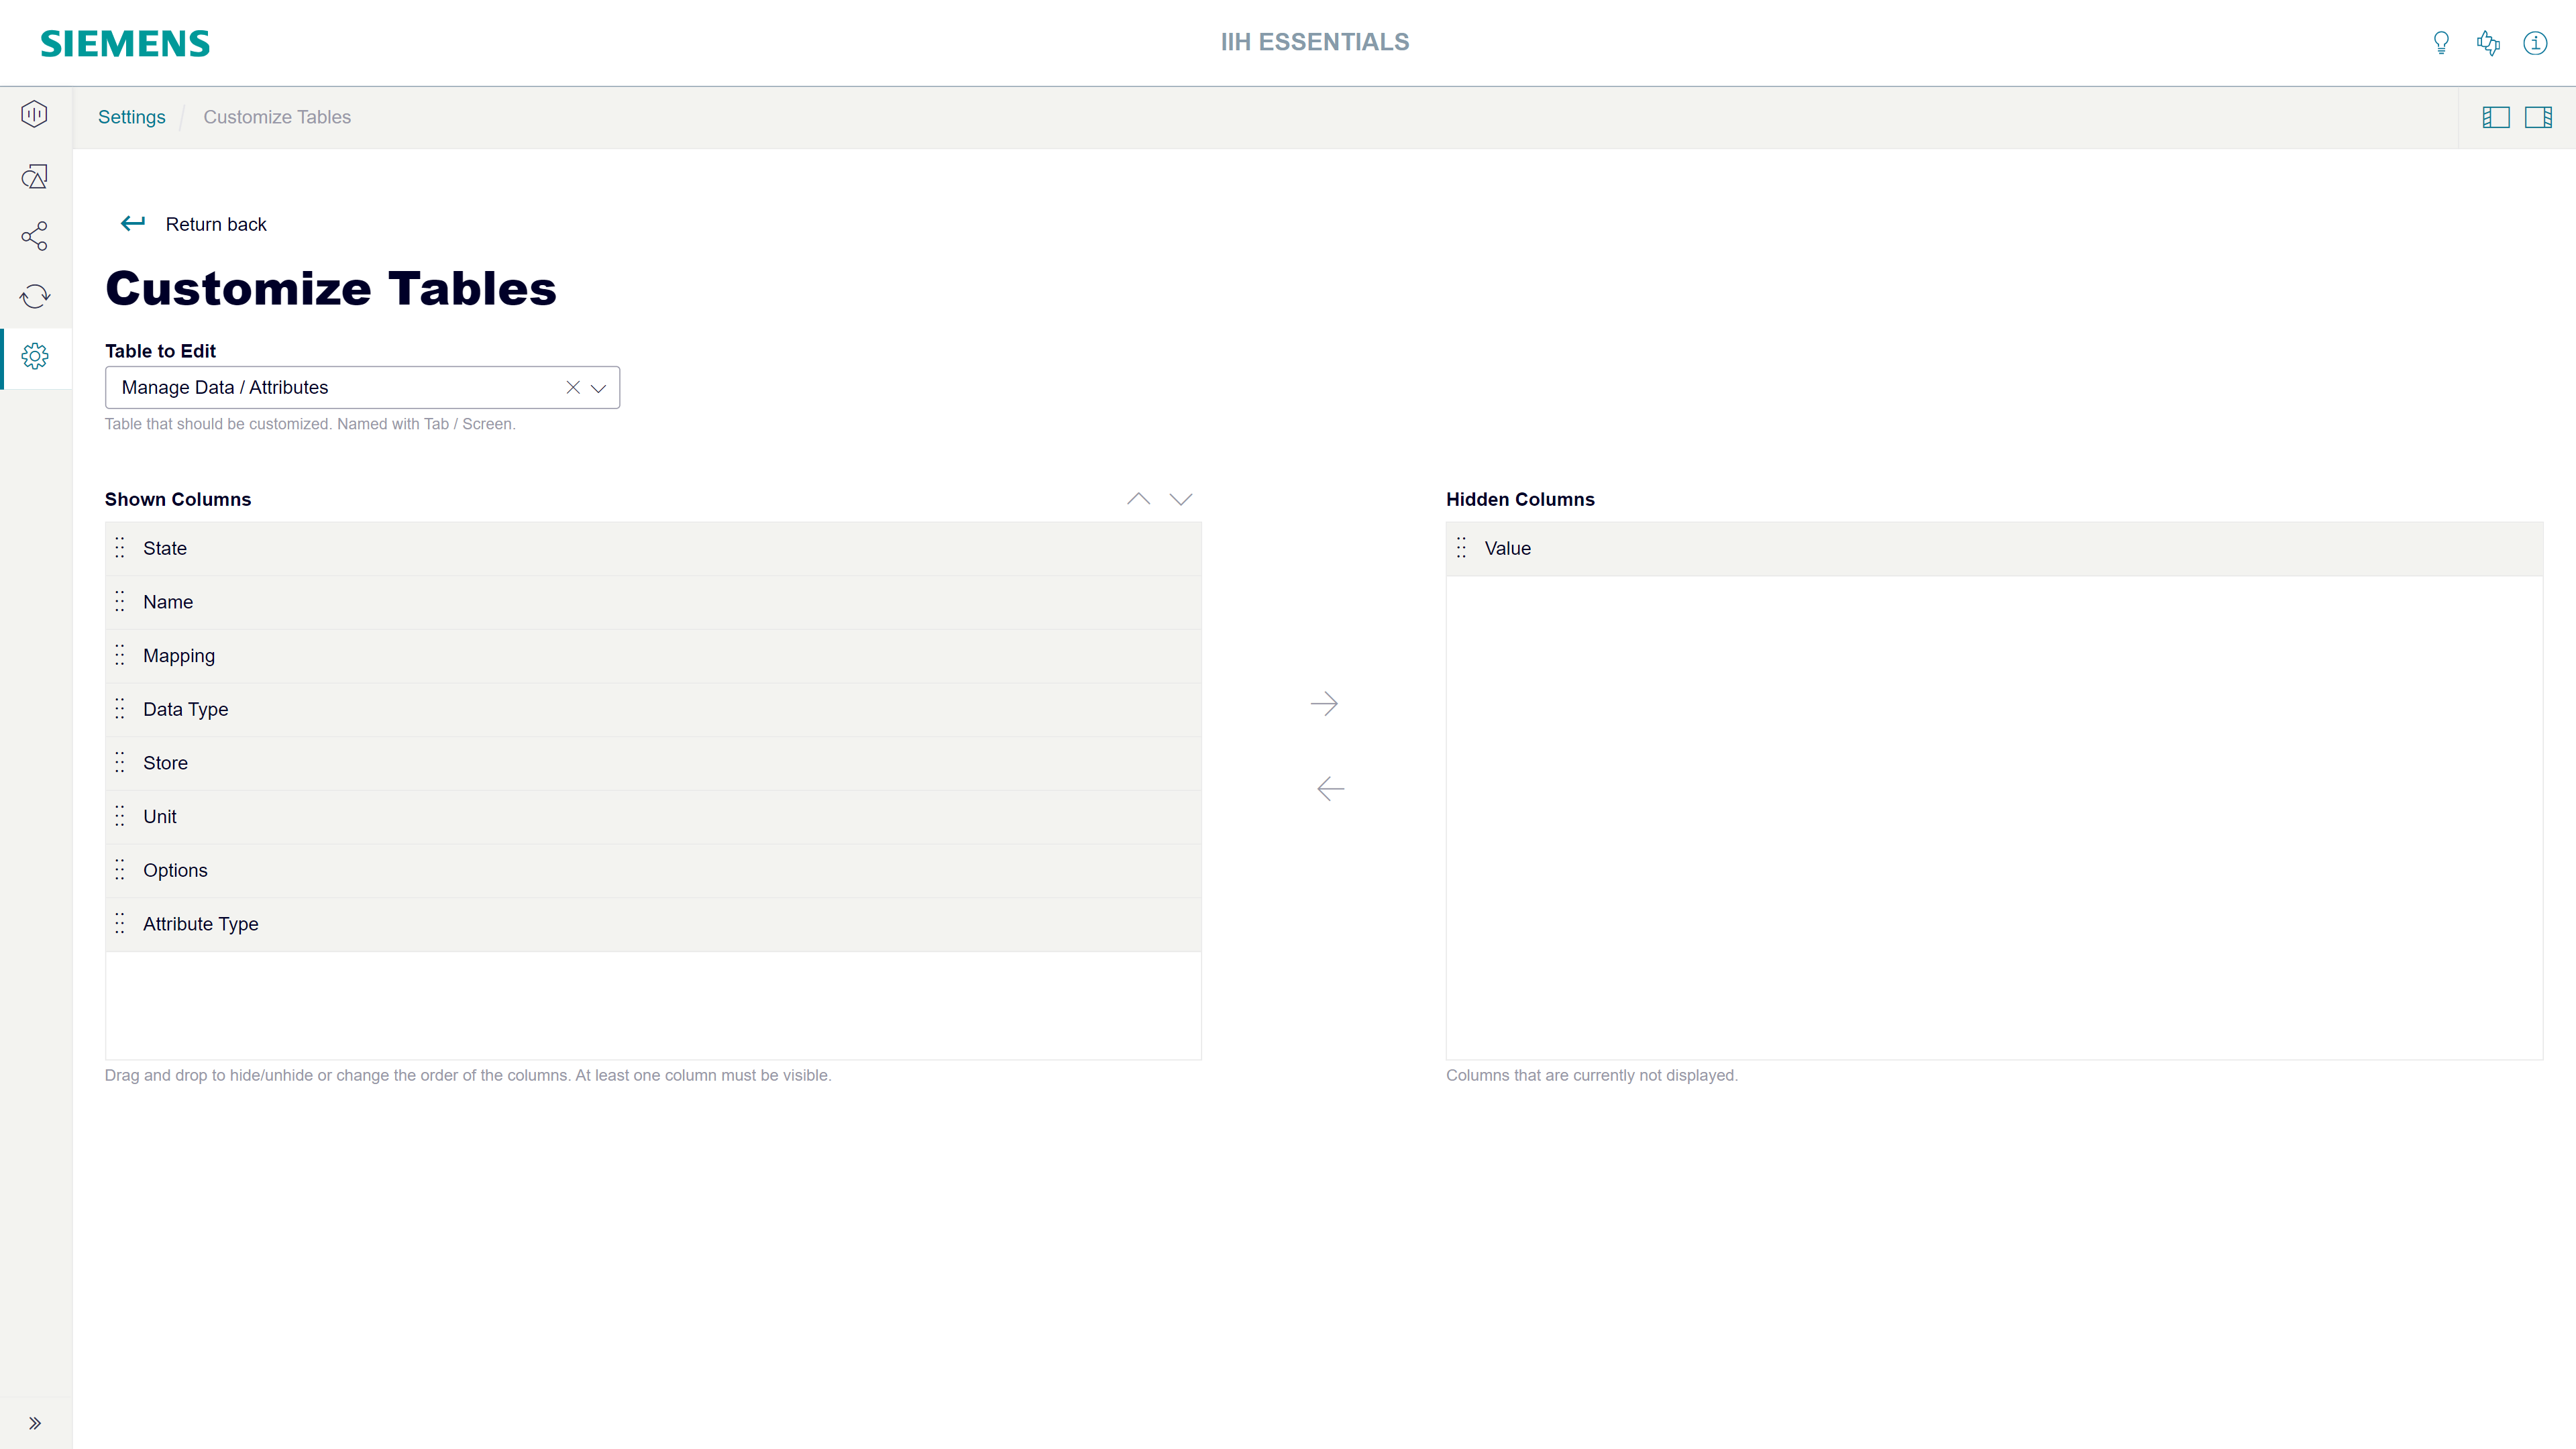 SIEMENS
IIH ESSENTIALS
Settings
Customize Tables
Return back
Customize Tables
Table to Edit
Manage Data / Attributes
Table that should be customized. Named with Tab / Screen.
Shown Columns
State
Name
Mapping
Data Type
Store
Unit
Options
Attribute Type
Drag and drop to hide/unhide or change the order of the columns. At least one column must be visible.
Hidden Columns
Value
Columns that are currently not displayed.